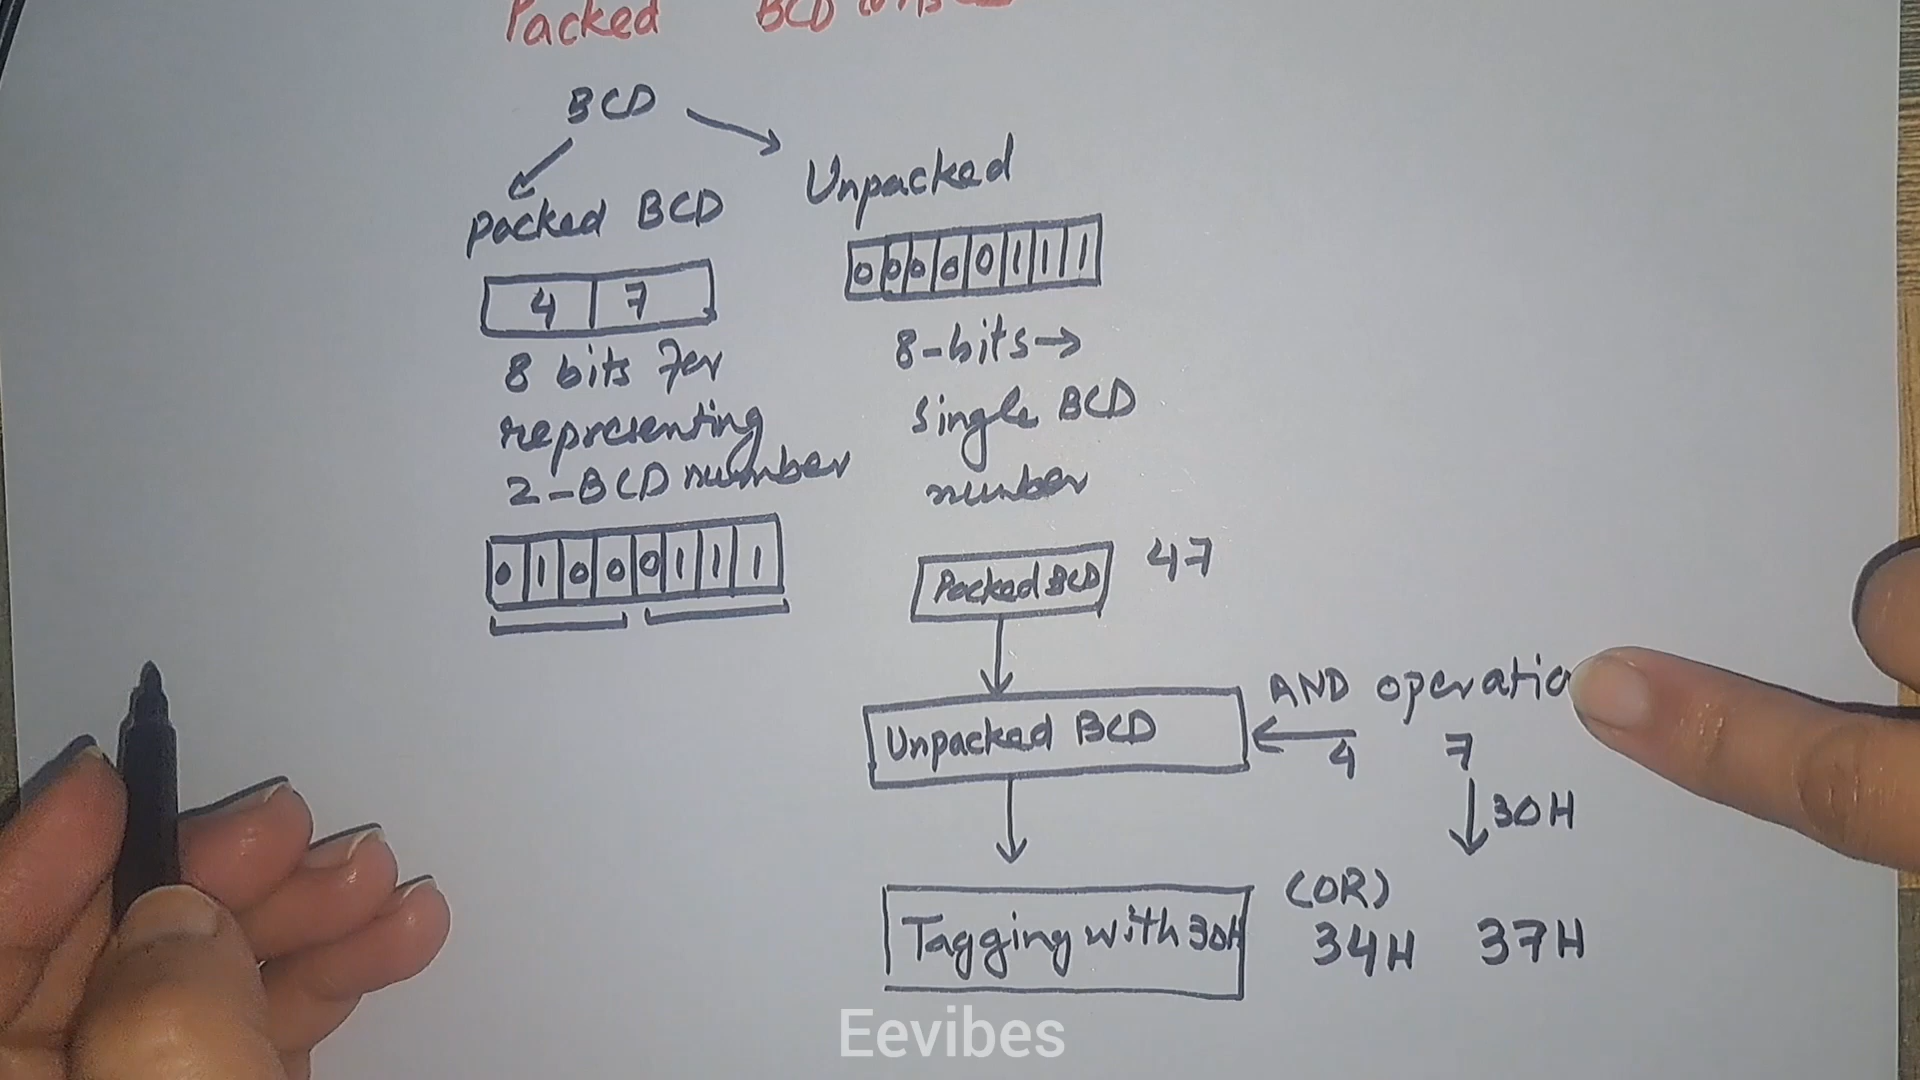 Packed BCD
BCD
Packed BCD
4 7
8 bits for
representing
2-BCD number
0 1 0 0 0 1 1 1
Unpacked
0 0 0 0 0 1 1 1
8-bits→
Single BCD
number
Packed BCD 47
Unpacked BCD
AND operatio
4 7
30H
Tagging with 30H
(OR)
34H 37H
Eevibes